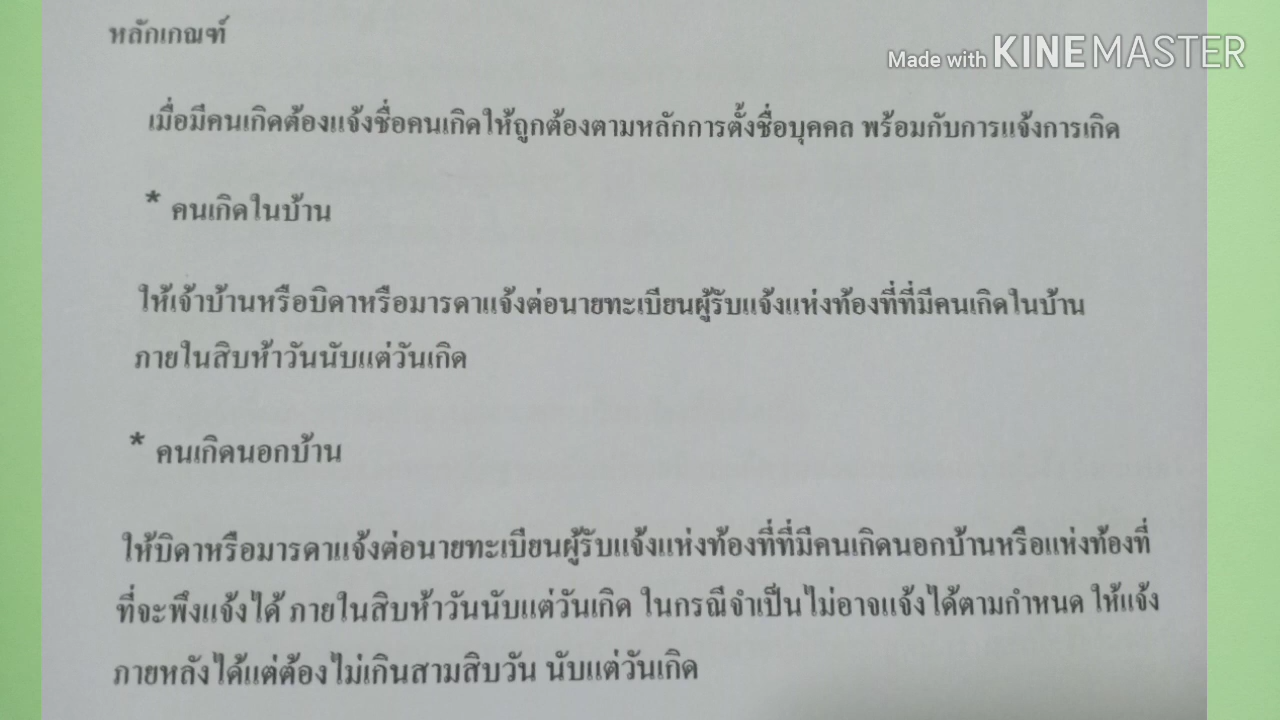 หลักเกณฑ์
Made with KINEMASTER
เมื่อมีคนเกิดต้องแจ้งชื่อคนเกิดให้ถูกต้องตามหลักการตั้งชื่อบุคคล พร้อมกับการแจ้งการเกิด
* คนเกิดในบ้าน
ให้เจ้าบ้านหรือบิดาหรือมารดาแจ้งต่อนายทะเบียนผู้รับแจ้งแห่งท้องที่ที่มีคนเกิดในบ้าน
ภายในสิบห้าวันนับแต่วันเกิด
* คนเกิดนอกบ้าน
ให้บิดาหรือมารดาแจ้งต่อนายทะเบียนผู้รับแจ้งแห่งท้องที่ที่มีคนเกิดนอกบ้านหรือแห่งท้องที่
ที่จะพึงแจ้งได้ ภายในสิบห้าวันนับแต่วันเกิด ในกรณีจำเป็นไม่อาจแจ้งได้ตามกำหนด ให้แจ้ง
ภายหลังได้แต่ต้องไม่เกินสามสิบวัน นับแต่วันเกิด